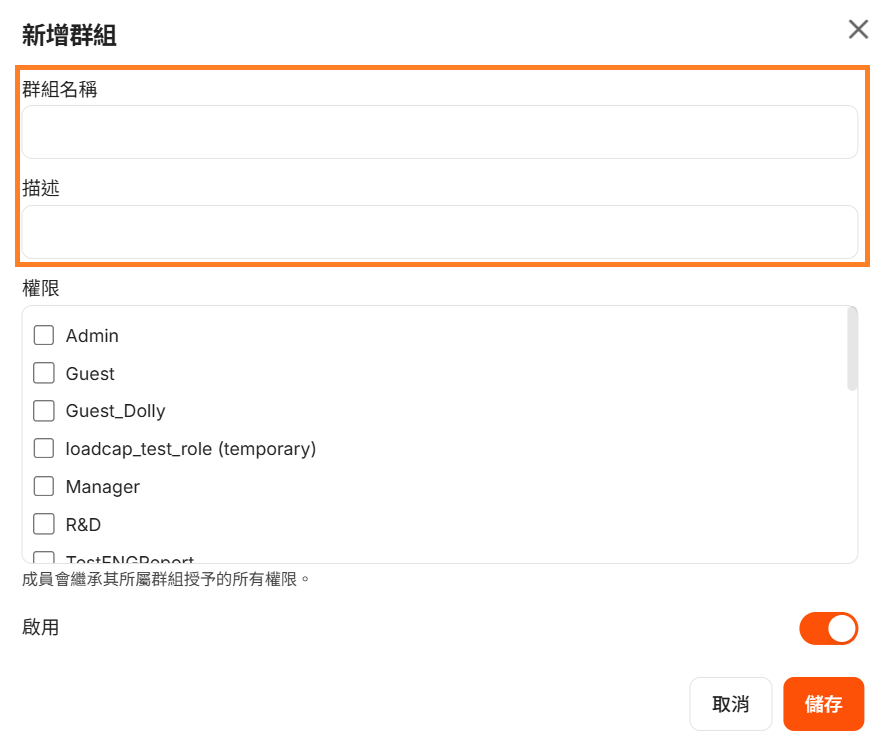 新增群組
群組名稱
描述
權限
Admin
Guest
Guest_Dolly
loadcap_test_role (temporary)
Manager
R&D
TestENGReport
成員會繼承其所屬群組授予的所有權限。
啟用
取消
儲存